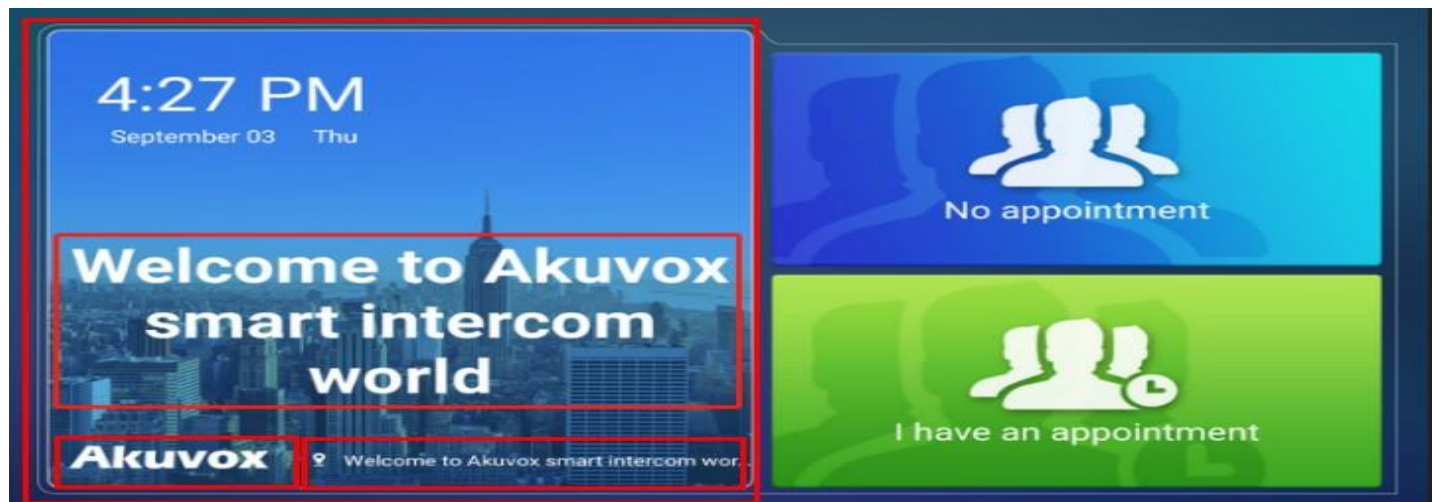 4:27 PM
September 03 Thu
Welcome to Akuvox
smart intercom
world
Akuvox
Welcome to Akuvox smart intercom wor...
No appointment
I have an appointment